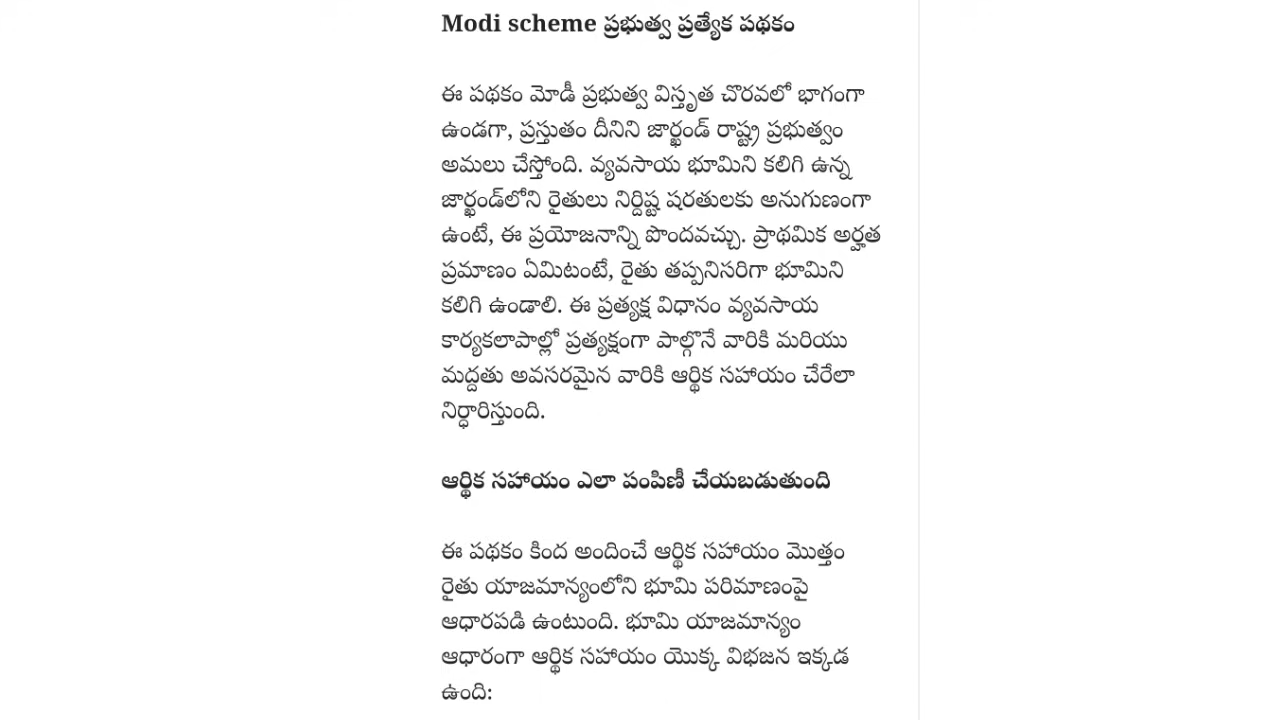 Modi scheme ప్రభుత్వ ప్రత్యేక పథకం
ఈ పథకం మోడీ ప్రభుత్వ విస్తృత చొరవలో భాగంగా
ఉండగా, ప్రస్తుతం దీనిని జార్ఖండ్ రాష్ట్ర ప్రభుత్వం
అమలు చేస్తోంది. వ్యవసాయ భూమిని కలిగి ఉన్న
జార్ఖండ్‌లోని రైతులు నిర్దిష్ట షరతులకు అనుగుణంగా
ఉంటే, ఈ ప్రయోజనాన్ని పొందవచ్చు. ప్రాథమిక అర్హత
ప్రమాణం ఏమిటంటే, రైతు తప్పనిసరిగా భూమిని
కలిగి ఉండాలి. ఈ ప్రత్యక్ష విధానం వ్యవసాయ
కార్యకలాపాల్లో ప్రత్యక్షంగా పాల్గొనే వారికి మరియు
మద్దతు అవసరమైన వారికి ఆర్థిక సహాయం చేరేలా
నిర్ధారిస్తుంది.
ఆర్థిక సహాయం ఎలా పంపిణీ చేయబడుతుంది
ఈ పథకం కింద అందించే ఆర్థిక సహాయం మొత్తం
రైతు యాజమాన్యంలోని భూమి పరిమాణంపై
ఆధారపడి ఉంటుంది. భూమి యాజమాన్యం
ఆధారంగా ఆర్థిక సహాయం యొక్క విభజన ఇక్కడ
ఉంది: